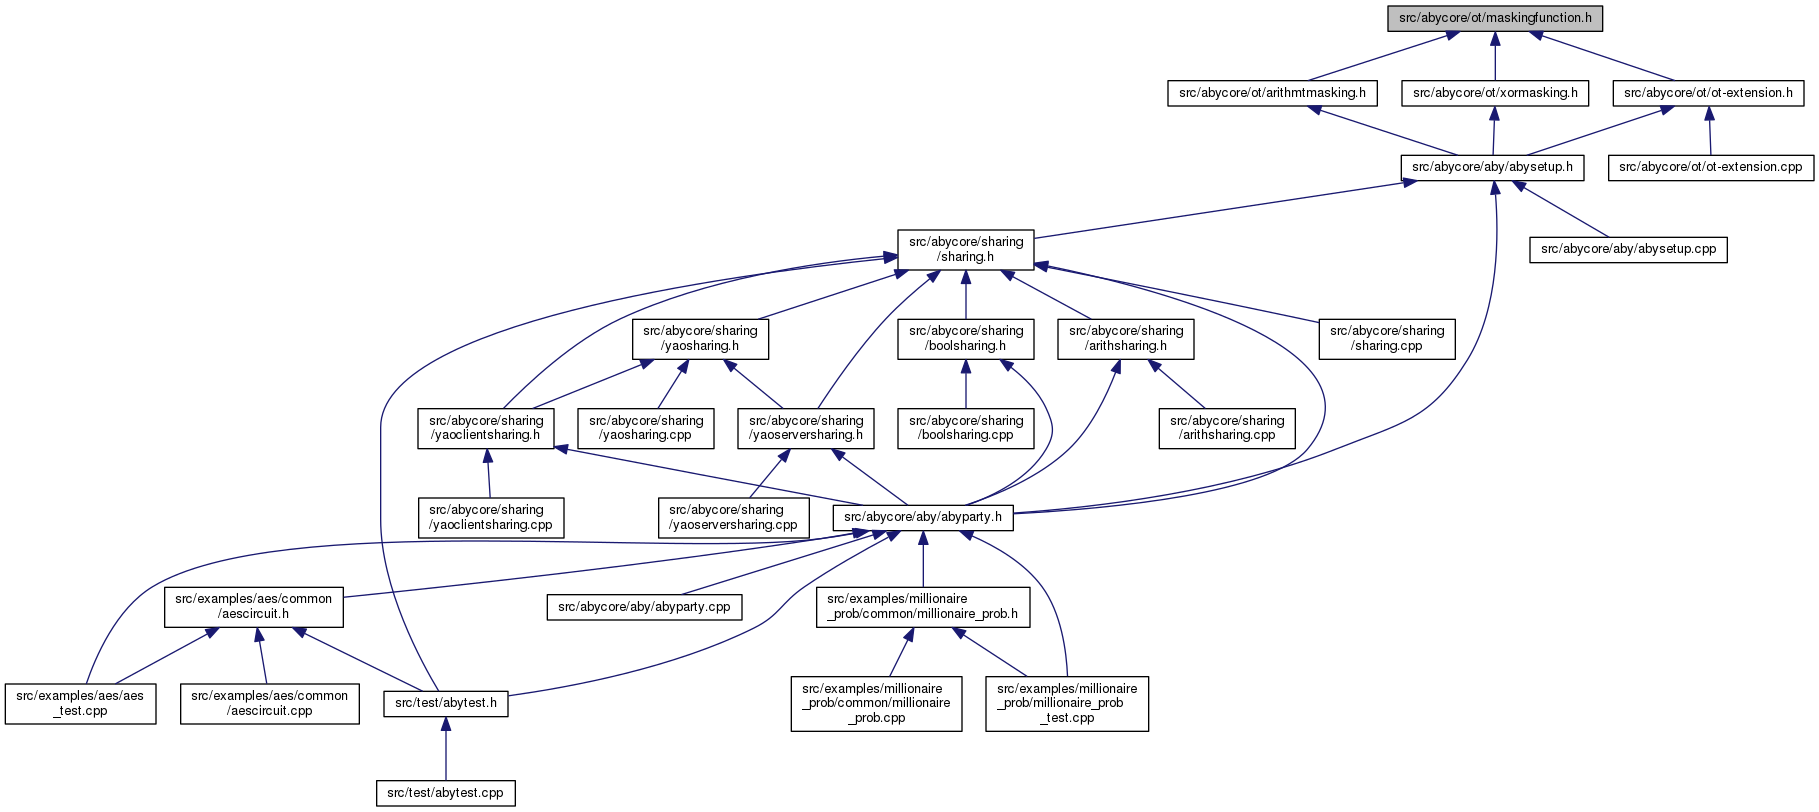 src/abycore/ot/maskingfunction.h
src/abycore/ot/arithmtmasking.h
src/abycore/ot/xormasking.h
src/abycore/ot/ot-extension.h
src/abycore/aby/abysetup.h
src/abycore/ot/ot-extension.cpp
src/abycore/sharing
/sharing.h
src/abycore/aby/abysetup.cpp
src/abycore/sharing
/yaosharing.h
src/abycore/sharing
/boolsharing.h
src/abycore/sharing
/arithsharing.h
src/abycore/sharing
/sharing.cpp
src/abycore/sharing
/yaoclientsharing.h
src/abycore/sharing
/yaosharing.cpp
src/abycore/sharing
/yaoserversharing.h
src/abycore/sharing
/boolsharing.cpp
src/abycore/sharing
/arithsharing.cpp
src/abycore/sharing
/yaoclientsharing.cpp
src/abycore/sharing
/yaoserversharing.cpp
src/abycore/aby/abyparty.h
src/examples/aes/common
/aescircuit.h
src/abycore/aby/abyparty.cpp
src/examples/millionaire
_prob/common/millionaire_prob.h
src/examples/aes/aes
_test.cpp
src/examples/aes/common
/aescircuit.cpp
src/test/abytest.h
src/examples/millionaire
_prob/common/millionaire
_prob.cpp
src/examples/millionaire
_prob/millionaire_prob
_test.cpp
src/test/abytest.cpp